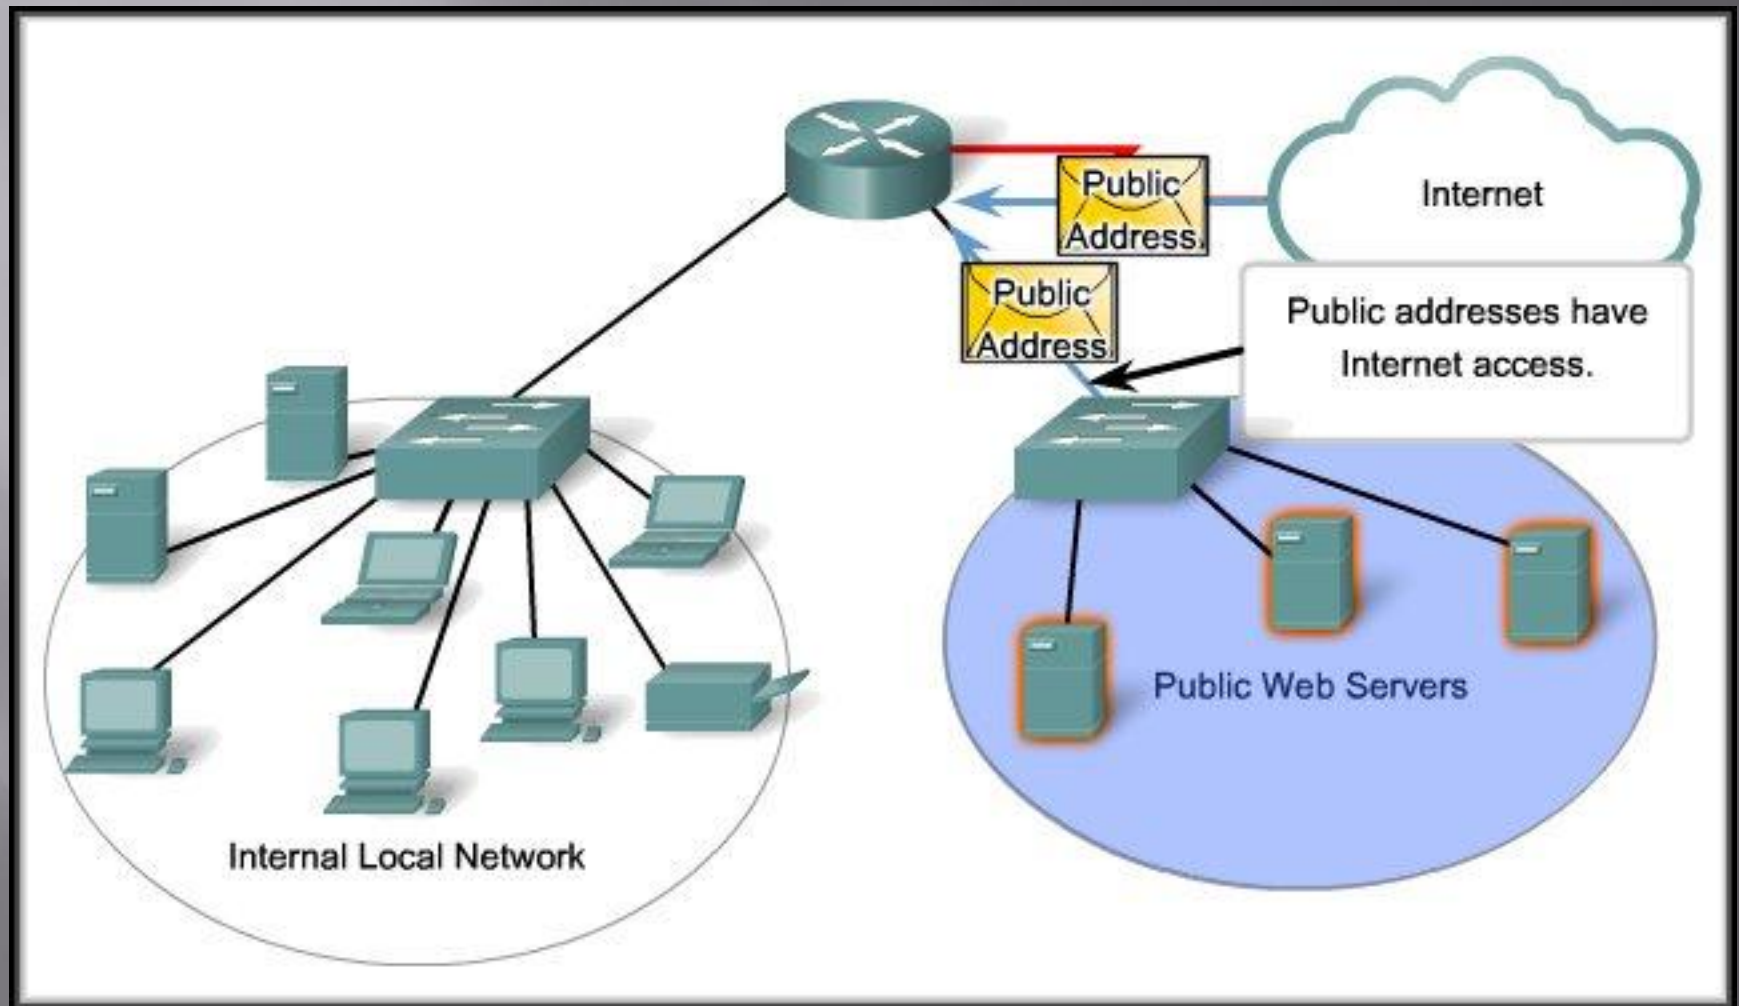 Public
Address
Internet
Public
Address
Public addresses have
Internet access.
Public Web Servers
Internal Local Network